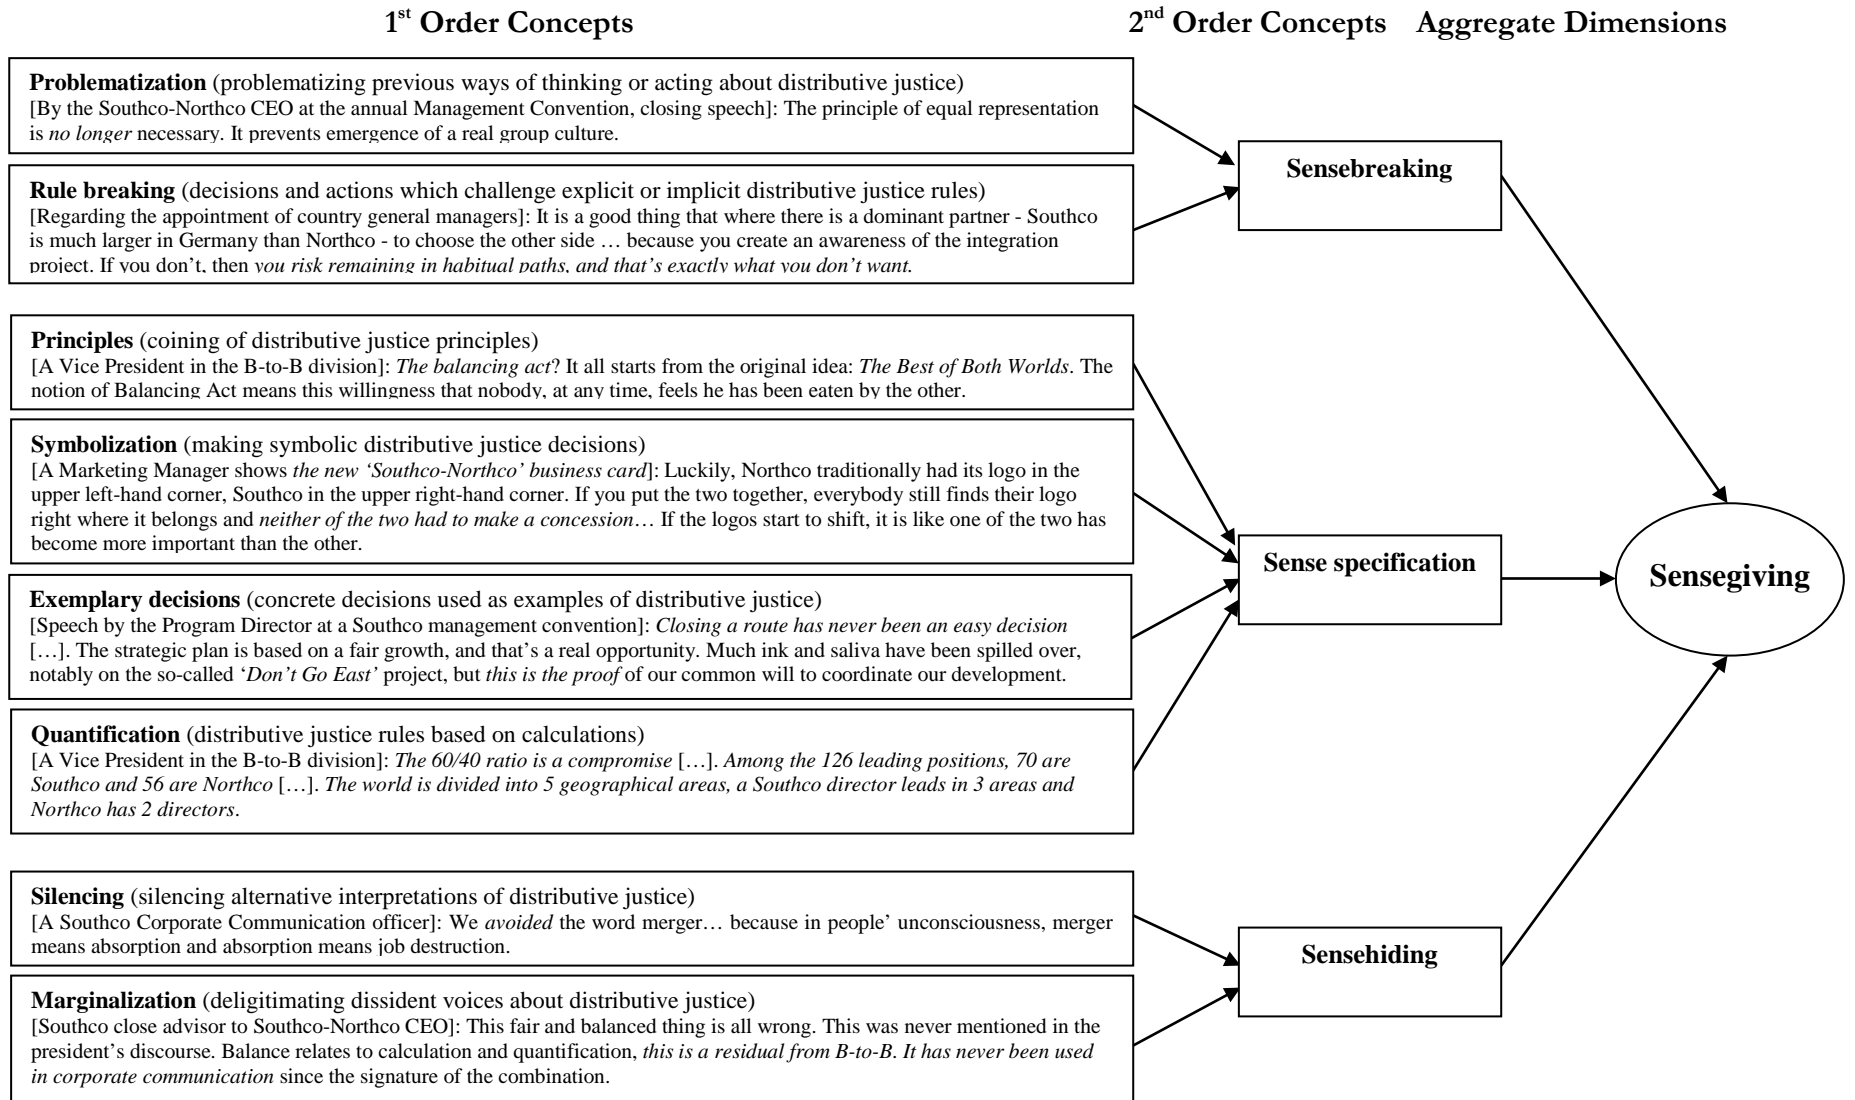 1st Order Concepts
2nd Order Concepts
Aggregate Dimensions
Problematization (problematizing previous ways of thinking or acting about distributive justice)
[By the Southco-Northco CEO at the annual Management Convention, closing speech]: The principle of equal representation
is no longer necessary. It prevents emergence of a real group culture.
Rule breaking (decisions and actions which challenge explicit or implicit distributive justice rules)
[Regarding the appointment of country general managers]: It is a good thing that where there is a dominant partner - Southco
is much larger in Germany than Northco - to choose the other side … because you create an awareness of the integration
project. If you don't, then you risk remaining in habitual paths, and that's exactly what you don't want.
Sensebreaking
Principles (coining of distributive justice principles)
[A Vice President in the B-to-B division]: The balancing act? It all starts from the original idea: The Best of Both Worlds. The
notion of Balancing Act means this willingness that nobody, at any time, feels he has been eaten by the other.
Symbolization (making symbolic distributive justice decisions)
[A Marketing Manager shows the new ‘Southco-Northco’ business card]: Luckily, Northco traditionally had its logo in the
upper left-hand corner, Southco in the upper right-hand corner. If you put the two together, everybody still finds their logo
right where it belongs and neither of the two had to make a concession… If the logos start to shift, it is like one of the two has
become more important than the other.
Exemplary decisions (concrete decisions used as examples of distributive justice)
[Speech by the Program Director at a Southco management convention]: Closing a route has never been an easy decision
[…]. The strategic plan is based on a fair growth, and that's a real opportunity. Much ink and saliva have been spilled over,
notably on the so-called ‘Don't Go East’ project, but this is the proof of our common will to coordinate our development.
Quantification (distributive justice rules based on calculations)
[A Vice President in the B-to-B division]: The 60/40 ratio is a compromise […]. Among the 126 leading positions, 70 are
Southco and 56 are Northco […]. The world is divided into 5 geographical areas, a Southco director leads in 3 areas and
Northco has 2 directors.
Sense specification
Sensegiving
Silencing (silencing alternative interpretations of distributive justice)
[A Southco Corporate Communication officer]: We avoided the word merger… because in people’ unconsciousness, merger
means absorption and absorption means job destruction.
Marginalization (deligitimating dissident voices about distributive justice)
[Southco close advisor to Southco-Northco CEO]: This fair and balanced thing is all wrong. This was never mentioned in the
president's discourse. Balance relates to calculation and quantification, this is a residual from B-to-B. It has never been used
in corporate communication since the signature of the combination.
Sensehiding